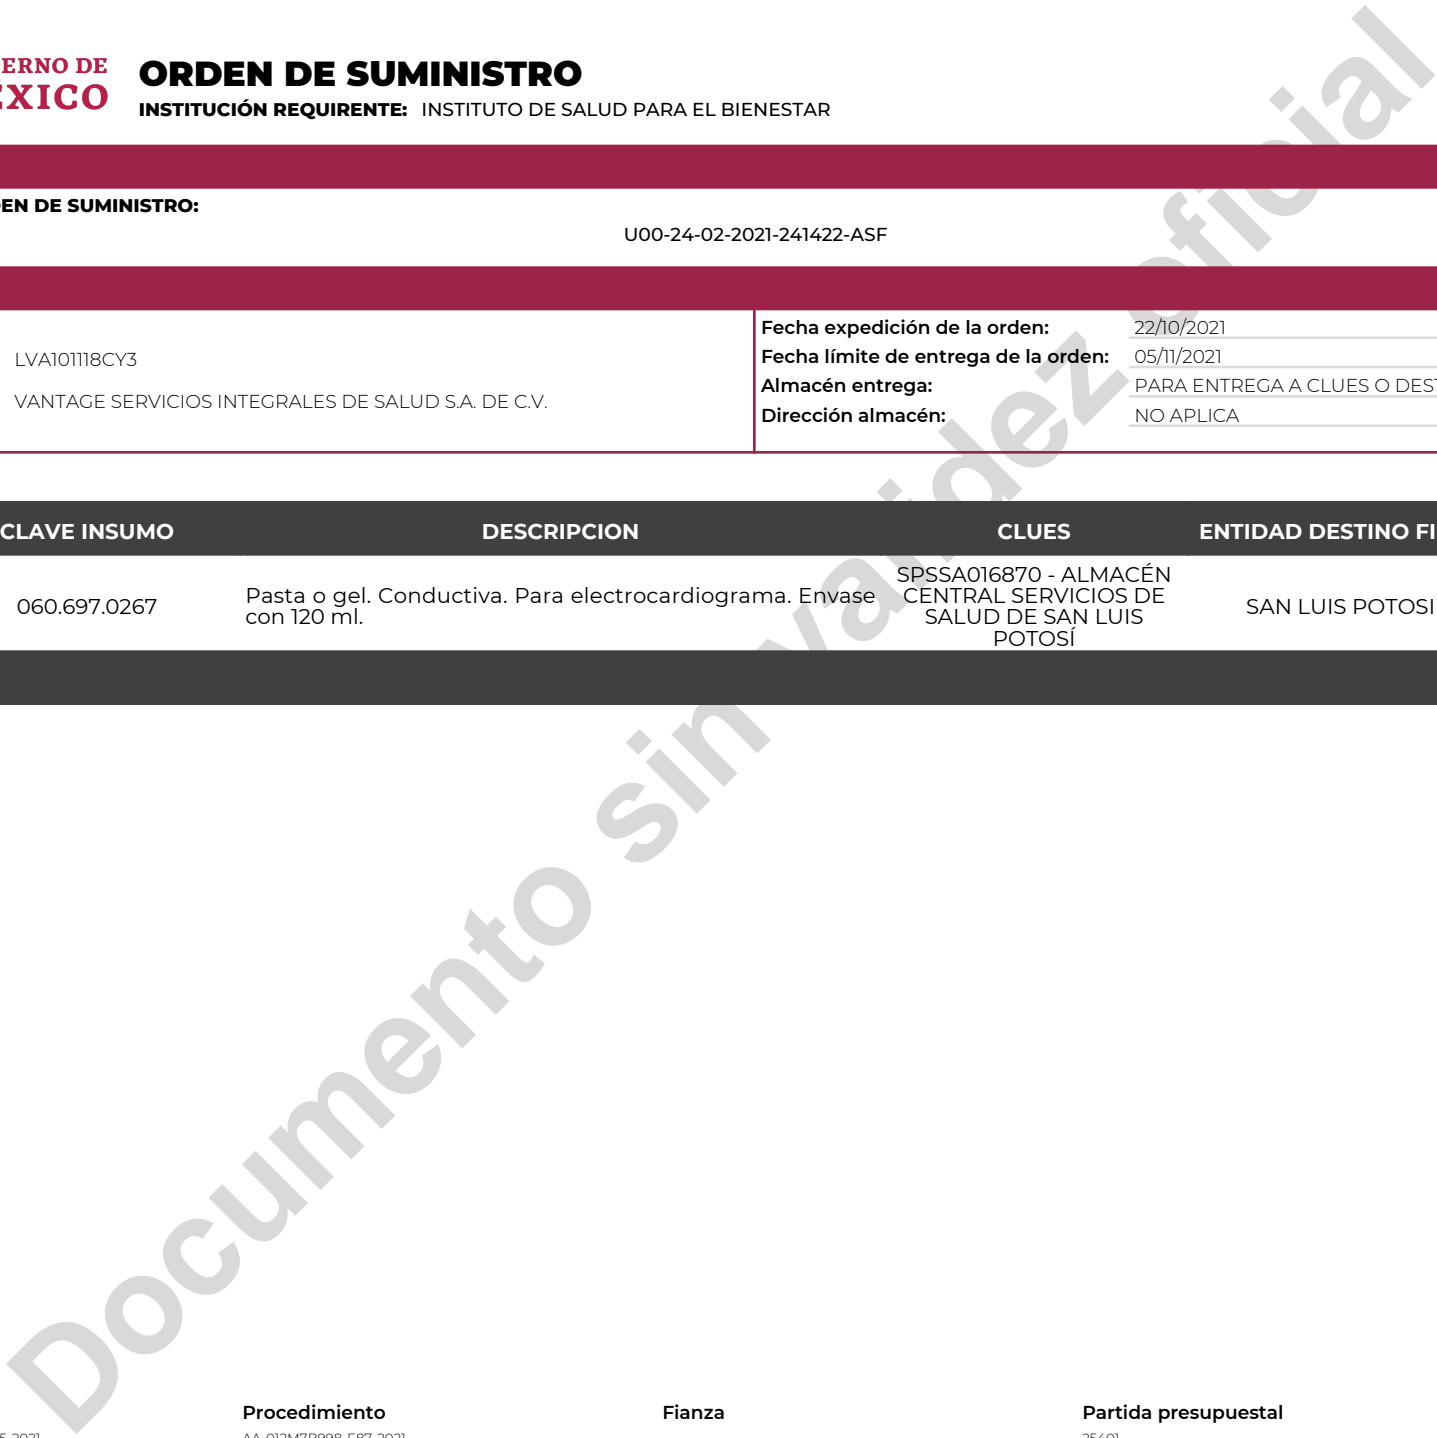 ERNO DE
ORDEN DE SUMINISTRO
INSTITUCIÓN REQUIRENTE: INSTITUTO DE SALUD PARA EL BIENESTAR
EN DE SUMINISTRO:
U00-24-02-2021-241422-ASF
LVA101118CY3
VANTAGE SERVICIOS INTEGRALES DE SALUD S.A. DE C.V.
Fecha expedición de la orden: 22/10/2021
Fecha límite de entrega de la orden: 05/11/2021
Almacén entrega: PARA ENTREGA A CLUES O DEST
Dirección almacén: NO APLICA
CLAVE INSUMO DESCRIPCION CLUES ENTIDAD DESTINO FI
060.697.0267
Pasta o gel. Conductiva. Para electrocardiograma. Envase
con 120 ml.
SPSSA016870 - ALMACÉN
CENTRAL SERVICIOS DE
SALUD DE SAN LUIS
POTOSÍ
SAN LUIS POTOSI
Documento sin validez oficial
Procedimiento Fianza Partida presupuestal